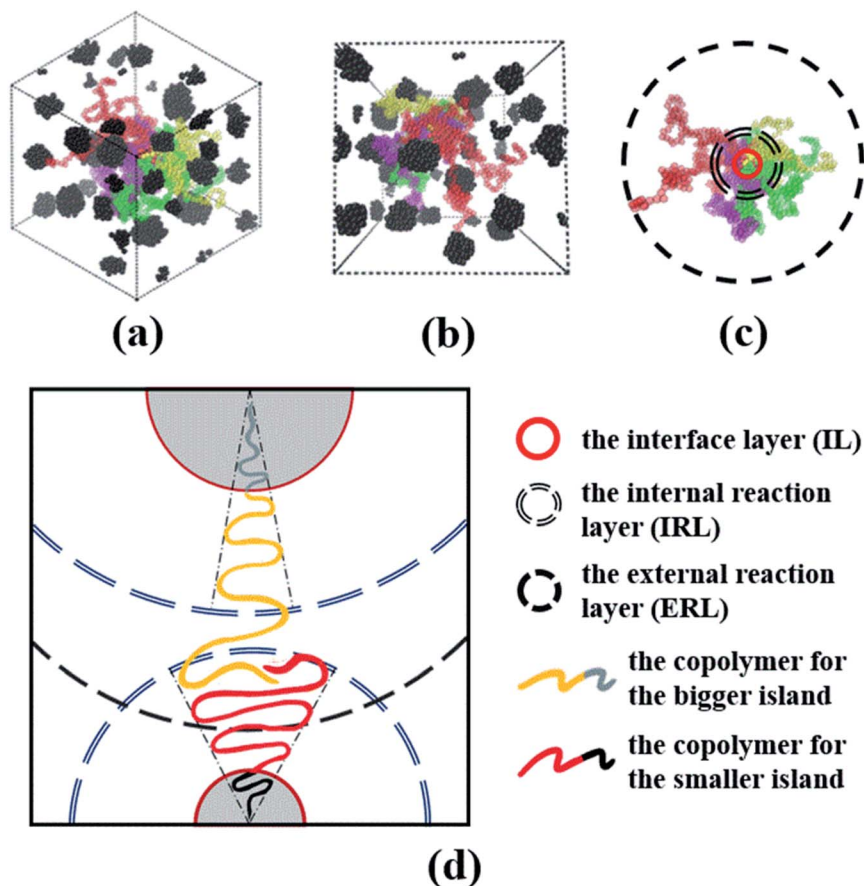 (a)
(b)
(c)
the interface layer (IL)
the internal reaction
layer (IRL)
the external reaction
layer (ERL)
the copolymer for
the bigger island
the copolymer for
the smaller island
(d)